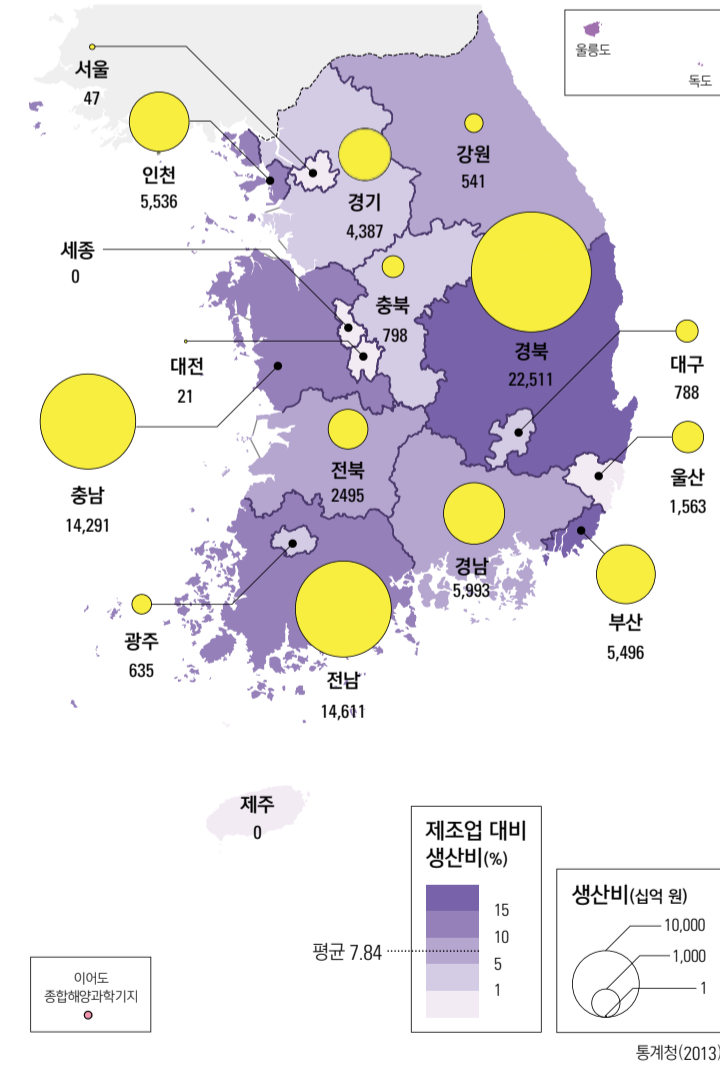 울릉도
독도
서울
47
인천
5,536
강원
541
경기
4,387
세종
0
충북
798
경북
22,511
대구
788
대전
21
충남
14,291
전북
2495
울산
1,563
경남
5,993
부산
5,496
광주
635
전남
14,611
제주
0
제조업 대비
생산비(%)
15
10
평균 7.84
5
1
생산비(십억 원)
10,000
1,000
1
이어도
종합해양과학기지
통계청(2013)